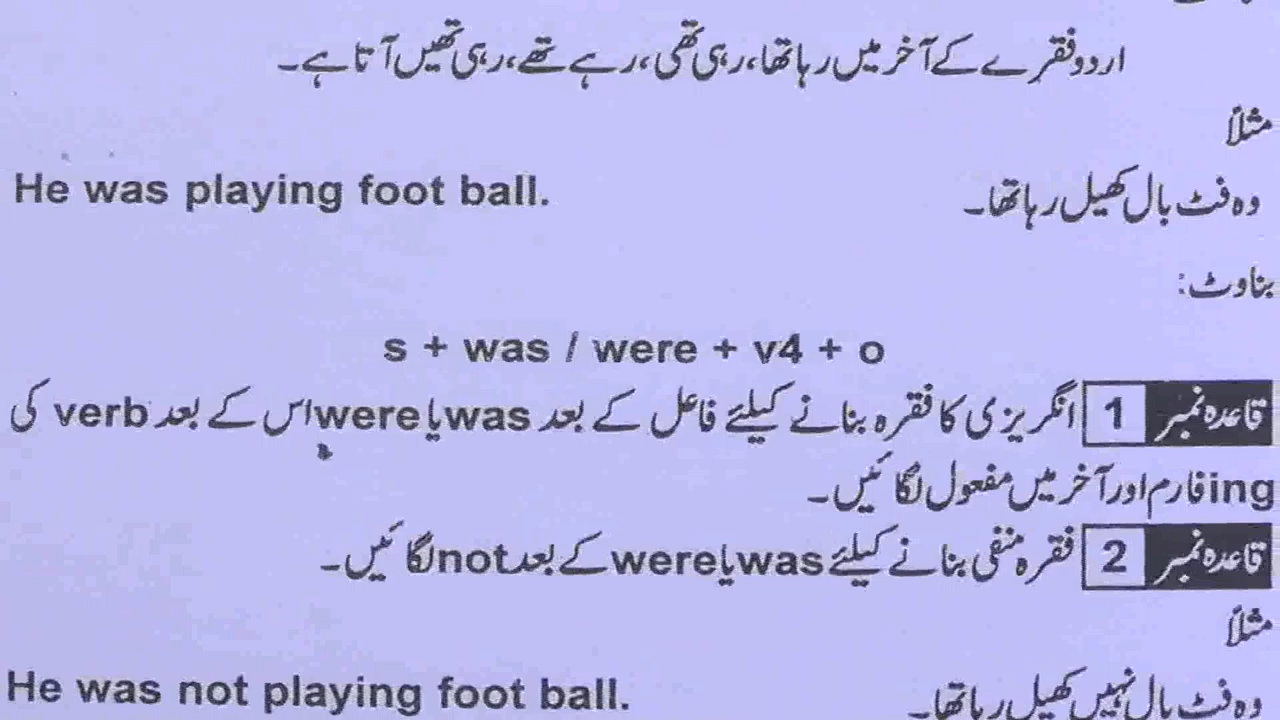 اردو فقرے کے آخر میں رہا تھا، رہی تھی، رہے تھے، رہی تھیں آتا ہے۔
مثلاً
وہ فٹ بال کھیل رہا تھا۔ He was playing foot ball.
بناوٹ:
s + was / were + v4 + o
قاعدہ نمبر 1 انگریزی کا فقرہ بنانے کیلئے فاعل کے بعد was یا were اس کے بعد verb کی
ing فارم اور آخر میں مفعول لگائیں۔
قاعدہ نمبر 2 فقرہ منفی بنانے کیلئے was یا were کے بعد not لگائیں۔
مثلاً
وہ فٹ بال نہیں کھیل رہا تھا۔ He was not playing foot ball.